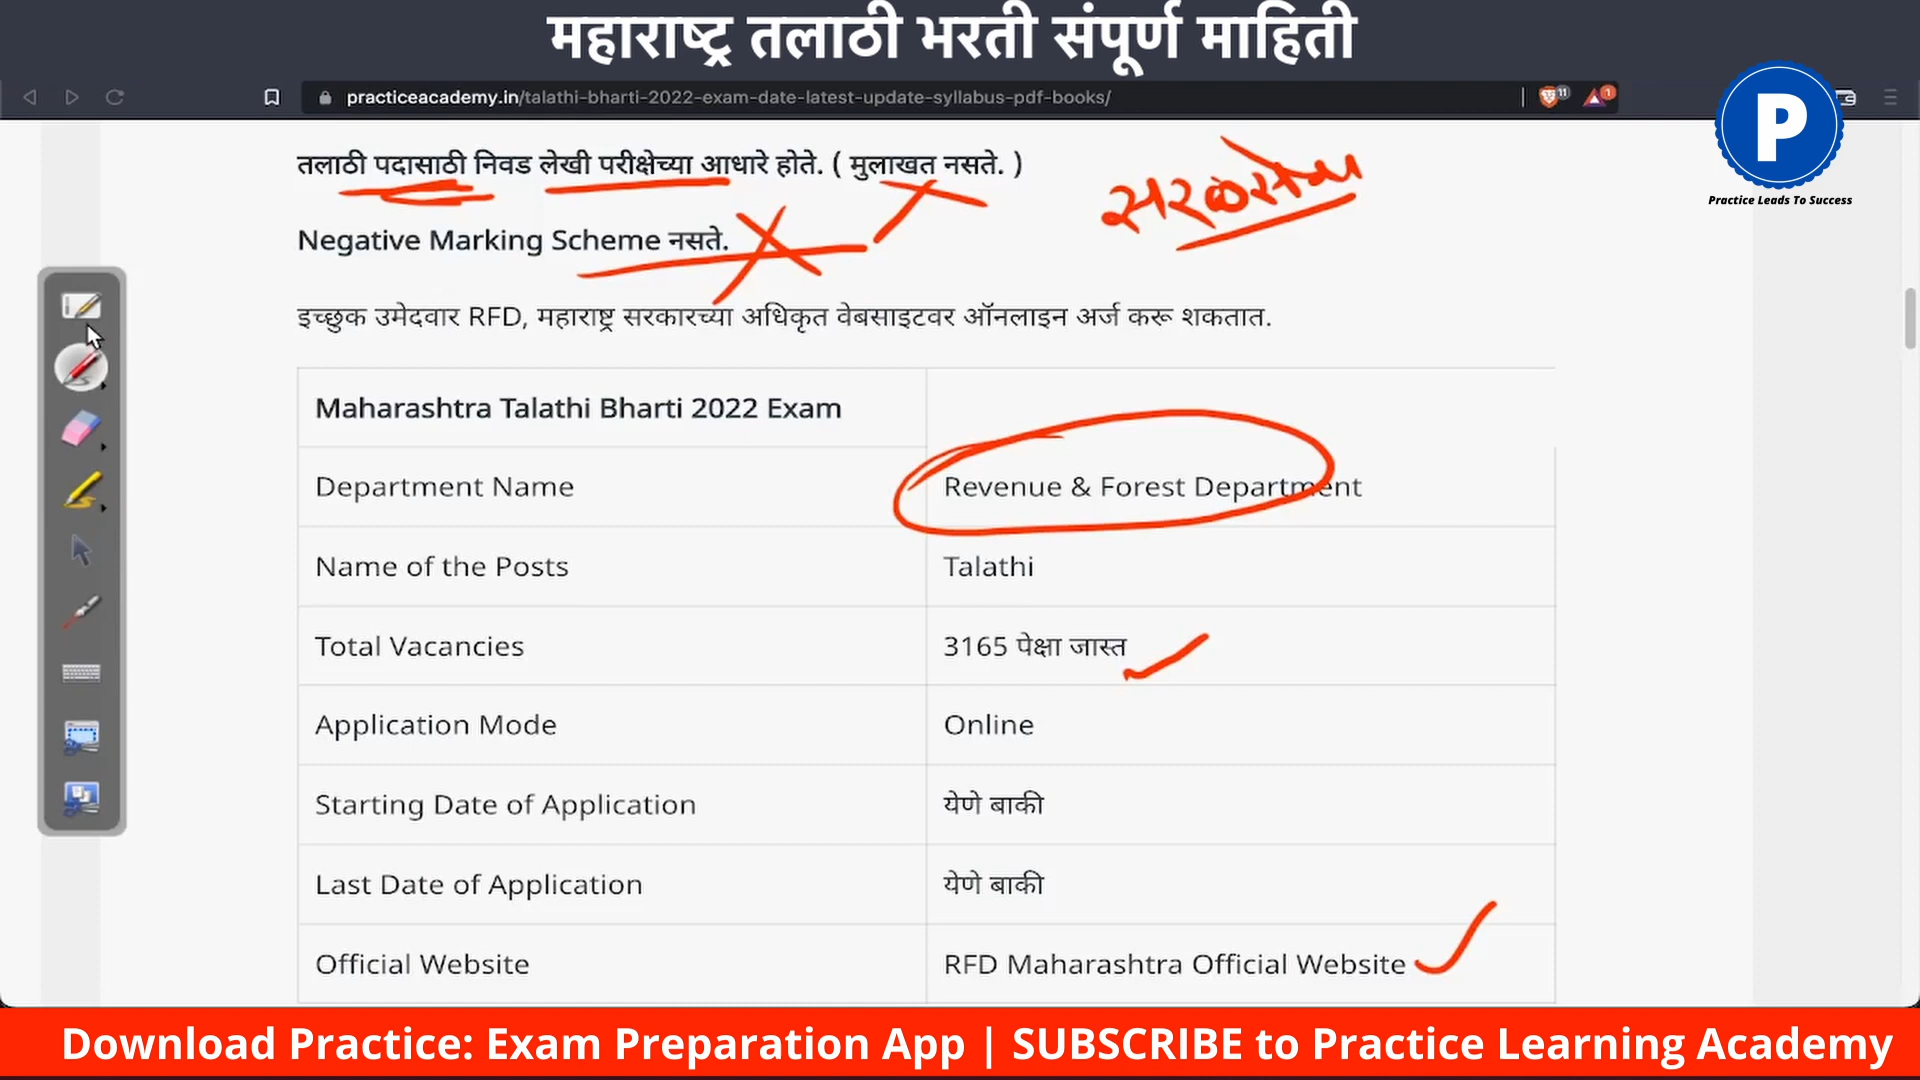 महाराष्ट्र तलाठी भरती संपूर्ण माहिती
practiceacademy.in/talathi-bharti-2022-exam-date-latest-update-syllabus-pdf-books/
11
1
P
Practice Leads To Success
तलाठी पदासाठी निवड लेखी परीक्षेच्या आधारे होते. ( मुलाखत नसते. )
सरळसेवा
Negative Marking Scheme नसते.
इच्छुक उमेदवार RFD, महाराष्ट्र सरकारच्या अधिकृत वेबसाइटवर ऑनलाइन अर्ज करू शकतात.
Maharashtra Talathi Bharti 2022 Exam
Department Name Revenue & Forest Department
Name of the Posts Talathi
Total Vacancies 3165 पेक्षा जास्त
Application Mode Online
Starting Date of Application येणे बाकी
Last Date of Application येणे बाकी
Official Website RFD Maharashtra Official Website
Download Practice: Exam Preparation App | SUBSCRIBE to Practice Learning Academy